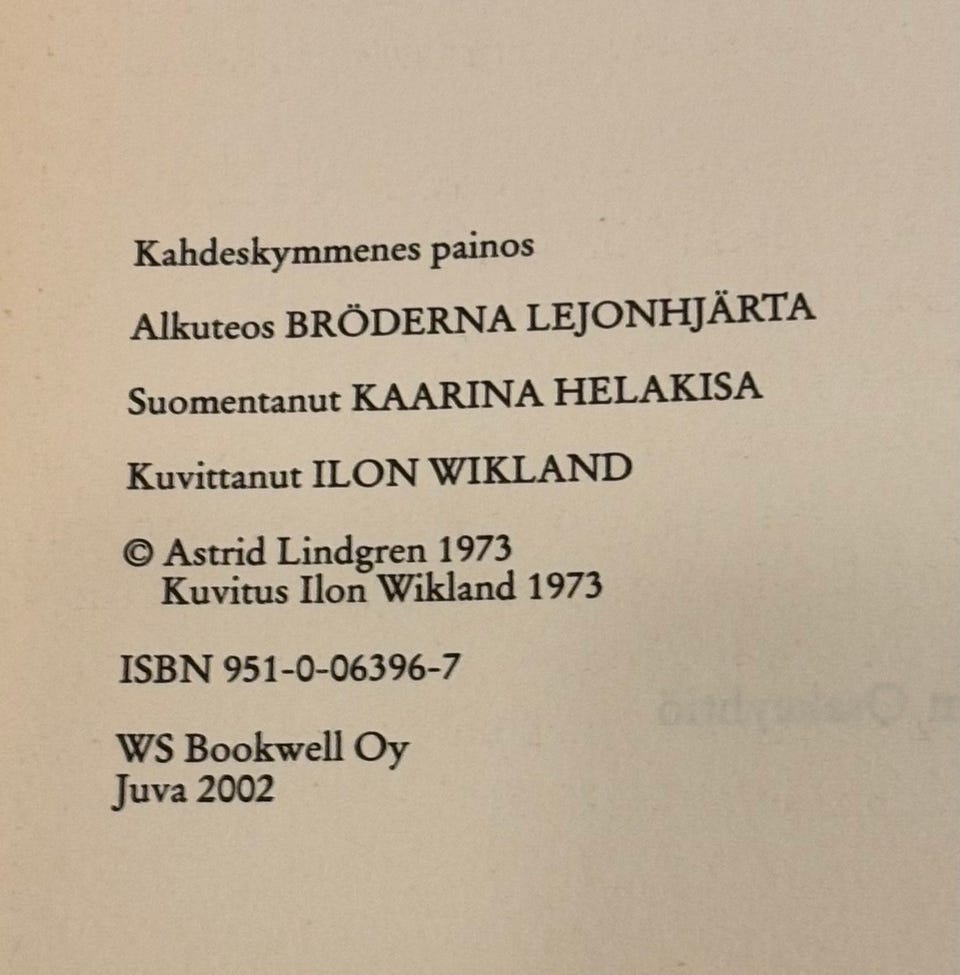 Kahdeskymmenes painos
Alkuteos BRÖDERNA LEJONHJÄRTA
Suomentanut KAARINA HELAKISA
Kuvittanut ILON WIKLAND
© Astrid Lindgren 1973
Kuvitus Ilon Wikland 1973
ISBN 951-0-06396-7
WS Bookwell Oy
Juva 2002